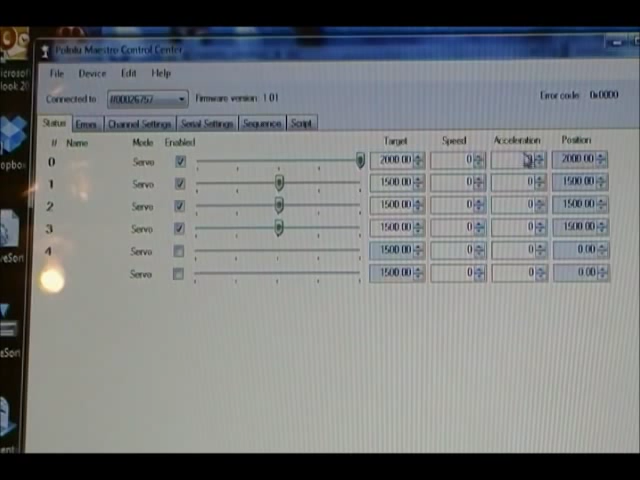 Pololu Maestro Control Center
File Device Edit Help
Connected to: #00026757 Firmware version: 1.01 Error code: 0x0000
Status Errors Channel Settings Serial Settings Sequence Script
# Name Mode Enabled Target Speed Acceleration Position
0 Servo 2000.00 0 2000.00
1 Servo 1500.00 0 0 1500.00
2 Servo 1500.00 0 0 1500.00
3 Servo 1500.00 0 0 1500.00
4 Servo 1500.00 0 0 0.00
Servo 1500.00 0 0 0.00